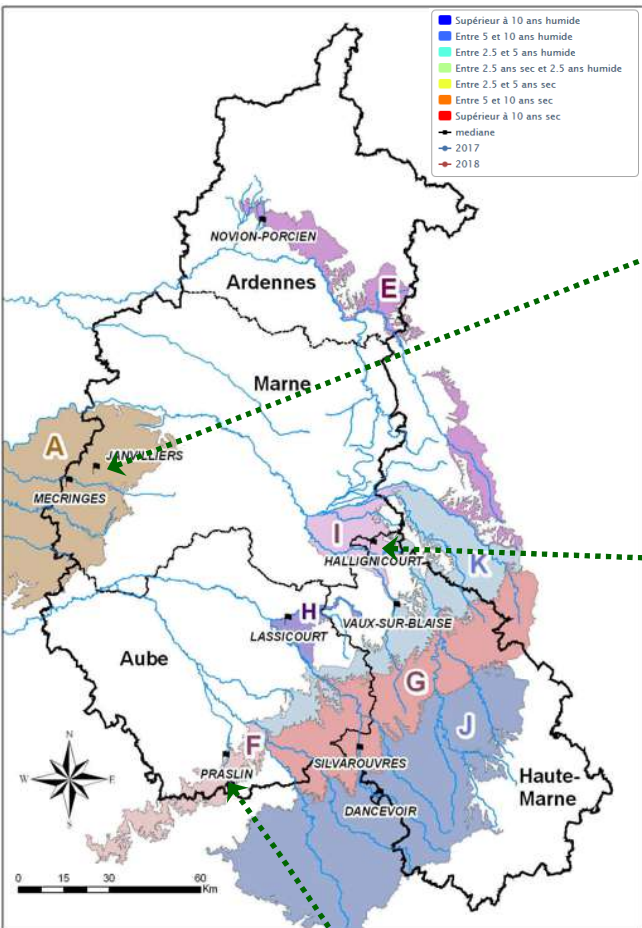 Supérieur à 10 ans humide
Entre 5 et 10 ans humide
Entre 2.5 et 5 ans humide
Entre 2.5 ans sec et 2.5 ans humide
Entre 2.5 et 5 ans sec
Entre 5 et 10 ans sec
Supérieur à 10 ans sec
mediane
2017
2018
NOVION-PORCIEN
Ardennes
E
Marne
A
JANVILLIERS
MECRINGES
I
HALLIGNICOURT
K
H
LASSICOURT
VAUX-SUR-BLAISE
Aube
G
F
J
SILVAROUVRES
PRASLIN
Haute-
Marne
DANCEVOIR
N
W E
S
0 15 30 60
Km